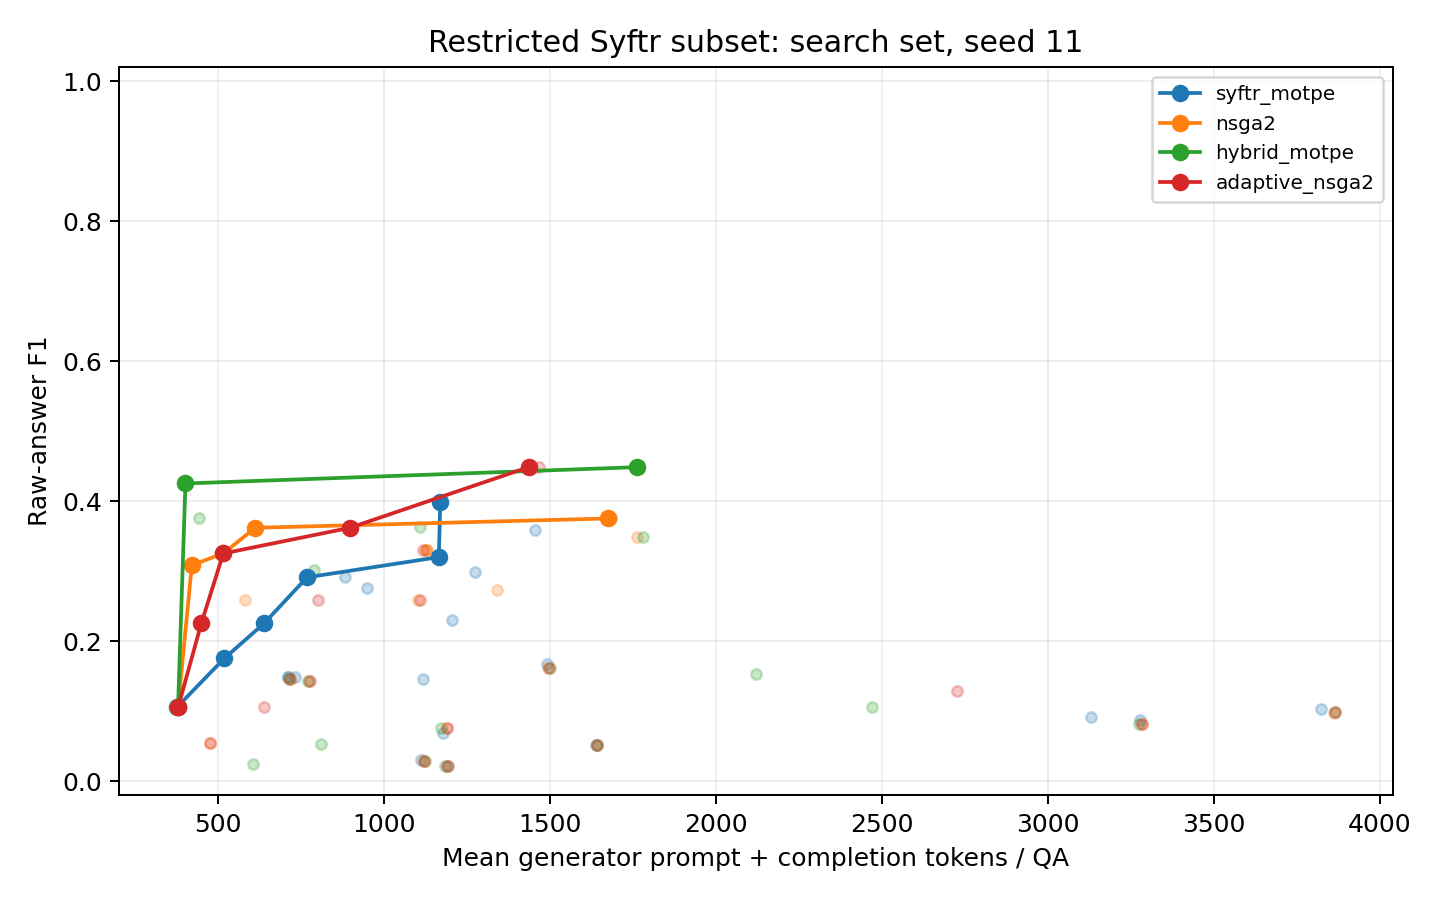 Restricted Syftr subset: search set, seed 11
1.0
0.8
0.6
0.4
0.2
0.0
Raw-answer F1
syftr_motpe
nsga2
hybrid_motpe
adaptive_nsga2
500 1000 1500 2000 2500 3000 3500 4000
Mean generator prompt + completion tokens / QA